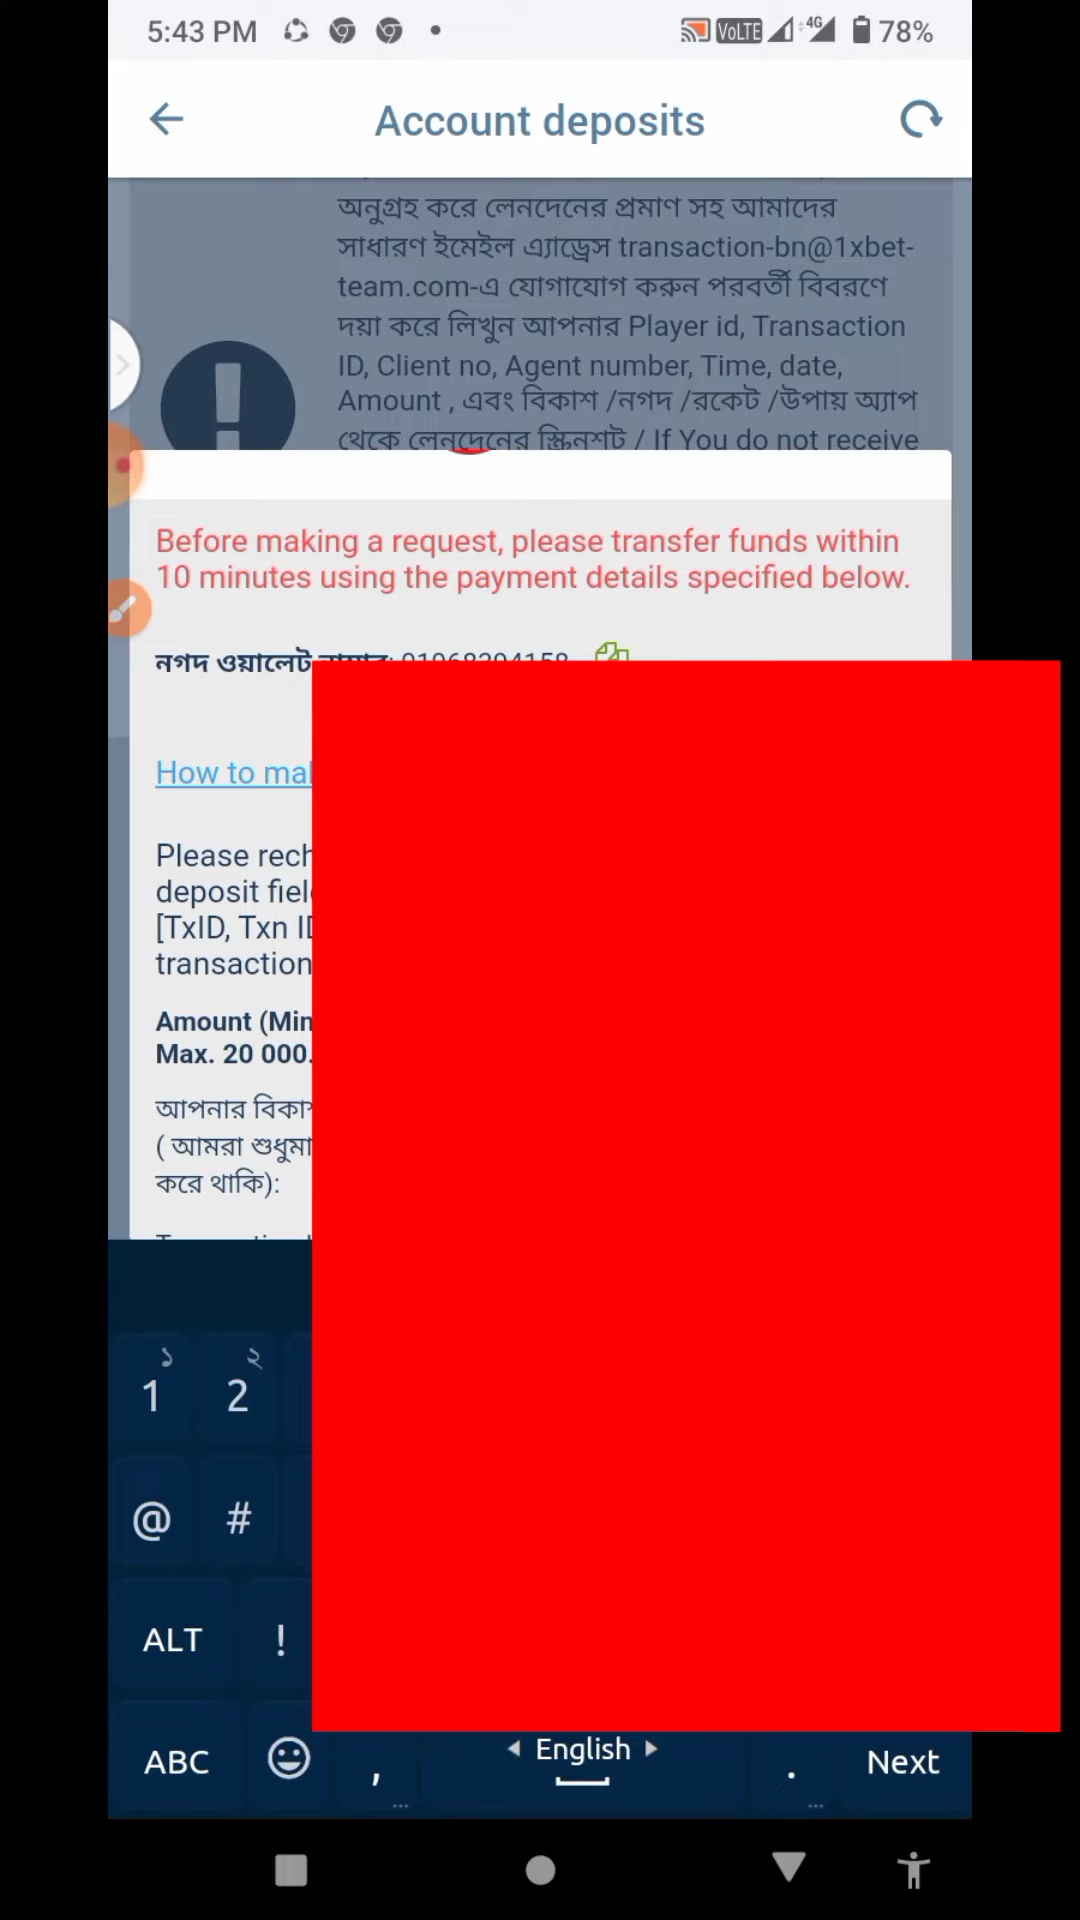 5:43 PM VoLTE 4G 78%
Account deposits
অনুগ্রহ করে লেনদেনের প্রমাণ সহ আমাদের
সাধারণ ইমেইল এ্যাড্রেস transaction-bn@1xbet-
team.com-এ যোগাযোগ করুন পরবর্তী বিবরণে
দয়া করে লিখুন আপনার Player id, Transaction
ID, Client no, Agent number, Time, date,
Amount , এবং বিকাশ /নগদ /রকেট /উপায় অ্যাপ
থেকে লেনদেনের স্ক্রিনশট / If You do not receive
Before making a request, please transfer funds within
10 minutes using the payment details specified below.
নগদ ওয়ালেট
How to
Please
deposit
[TxID, Txn
transaction
Amount (Min
Max. 20 000.
আপনার
( আমরা
করে থাকি):
১ ২
1 2
@ #
ALT !
ABC , English . Next